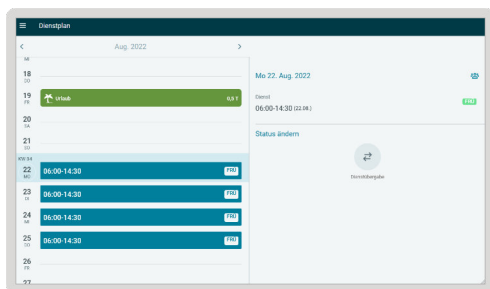 Dienstplan
Aug. 2022
MI
18
DO
19
FR
Urlaub
20
SA
21
SO
KW 34
22
MO
06:00-14:30
FRÜ
23
DI
06:00-14:30
FRÜ
24
MI
06:00-14:30
FRÜ
25
DO
06:00-14:30
FRÜ
26
FR
27
Mo 22. Aug. 2022
Dienst
FRÜ
06:00-14:30 (22.08.)
Status ändern
Dienstübergabe